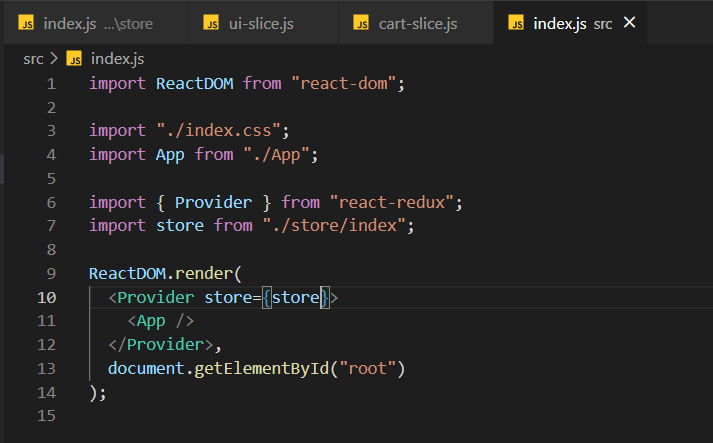 JS index.js ...\store JS ui-slice.js JS cart-slice.js JS index.js src ×
src > JS index.js
1 import ReactDOM from "react-dom";
2
3 import "./index.css";
4 import App from "./App";
5
6 import { Provider } from "react-redux";
7 import store from "./store/index";
8
9 ReactDOM.render(
10   <Provider store={store}>
11     <App />
12   </Provider>,
13   document.getElementById("root")
14 );
15